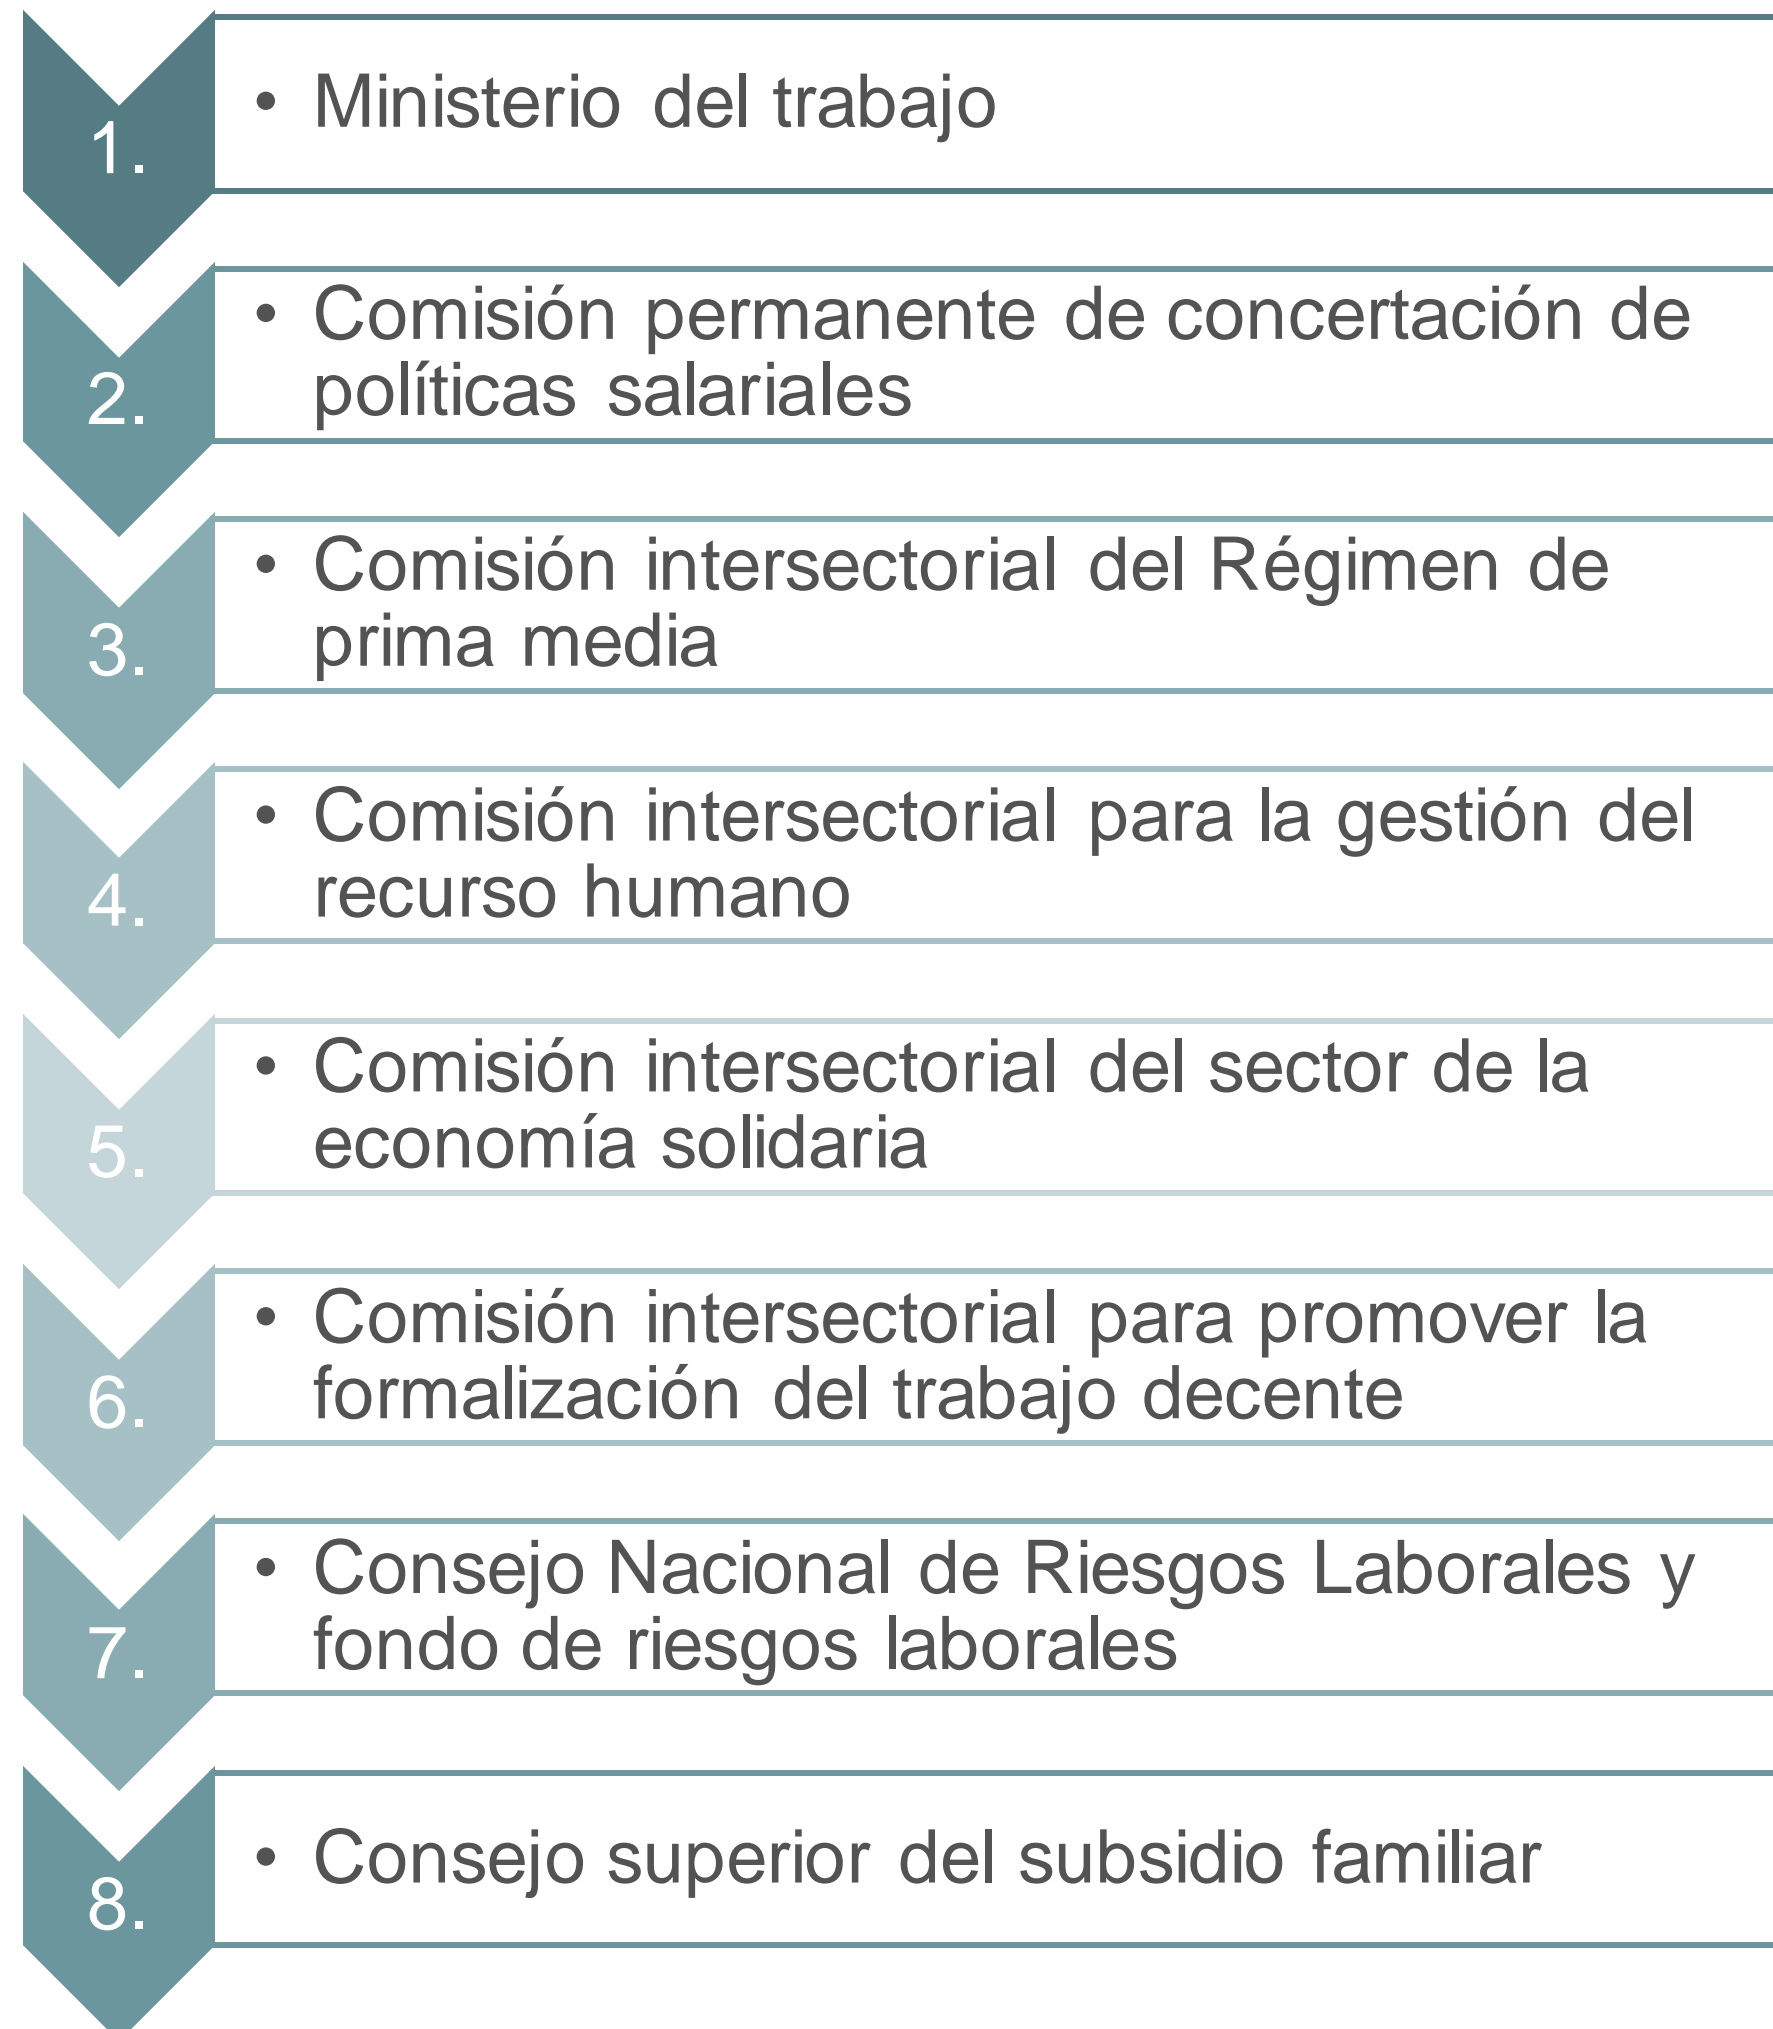 1.
• Ministerio del trabajo
2.
• Comisión permanente de concertación de
políticas salariales
3.
• Comisión intersectorial del Régimen de
prima media
4.
• Comisión intersectorial para la gestión del
recurso humano
5.
• Comisión intersectorial del sector de la
economía solidaria
6.
• Comisión intersectorial para promover la
formalización del trabajo decente
7.
• Consejo Nacional de Riesgos Laborales y
fondo de riesgos laborales
8.
• Consejo superior del subsidio familiar